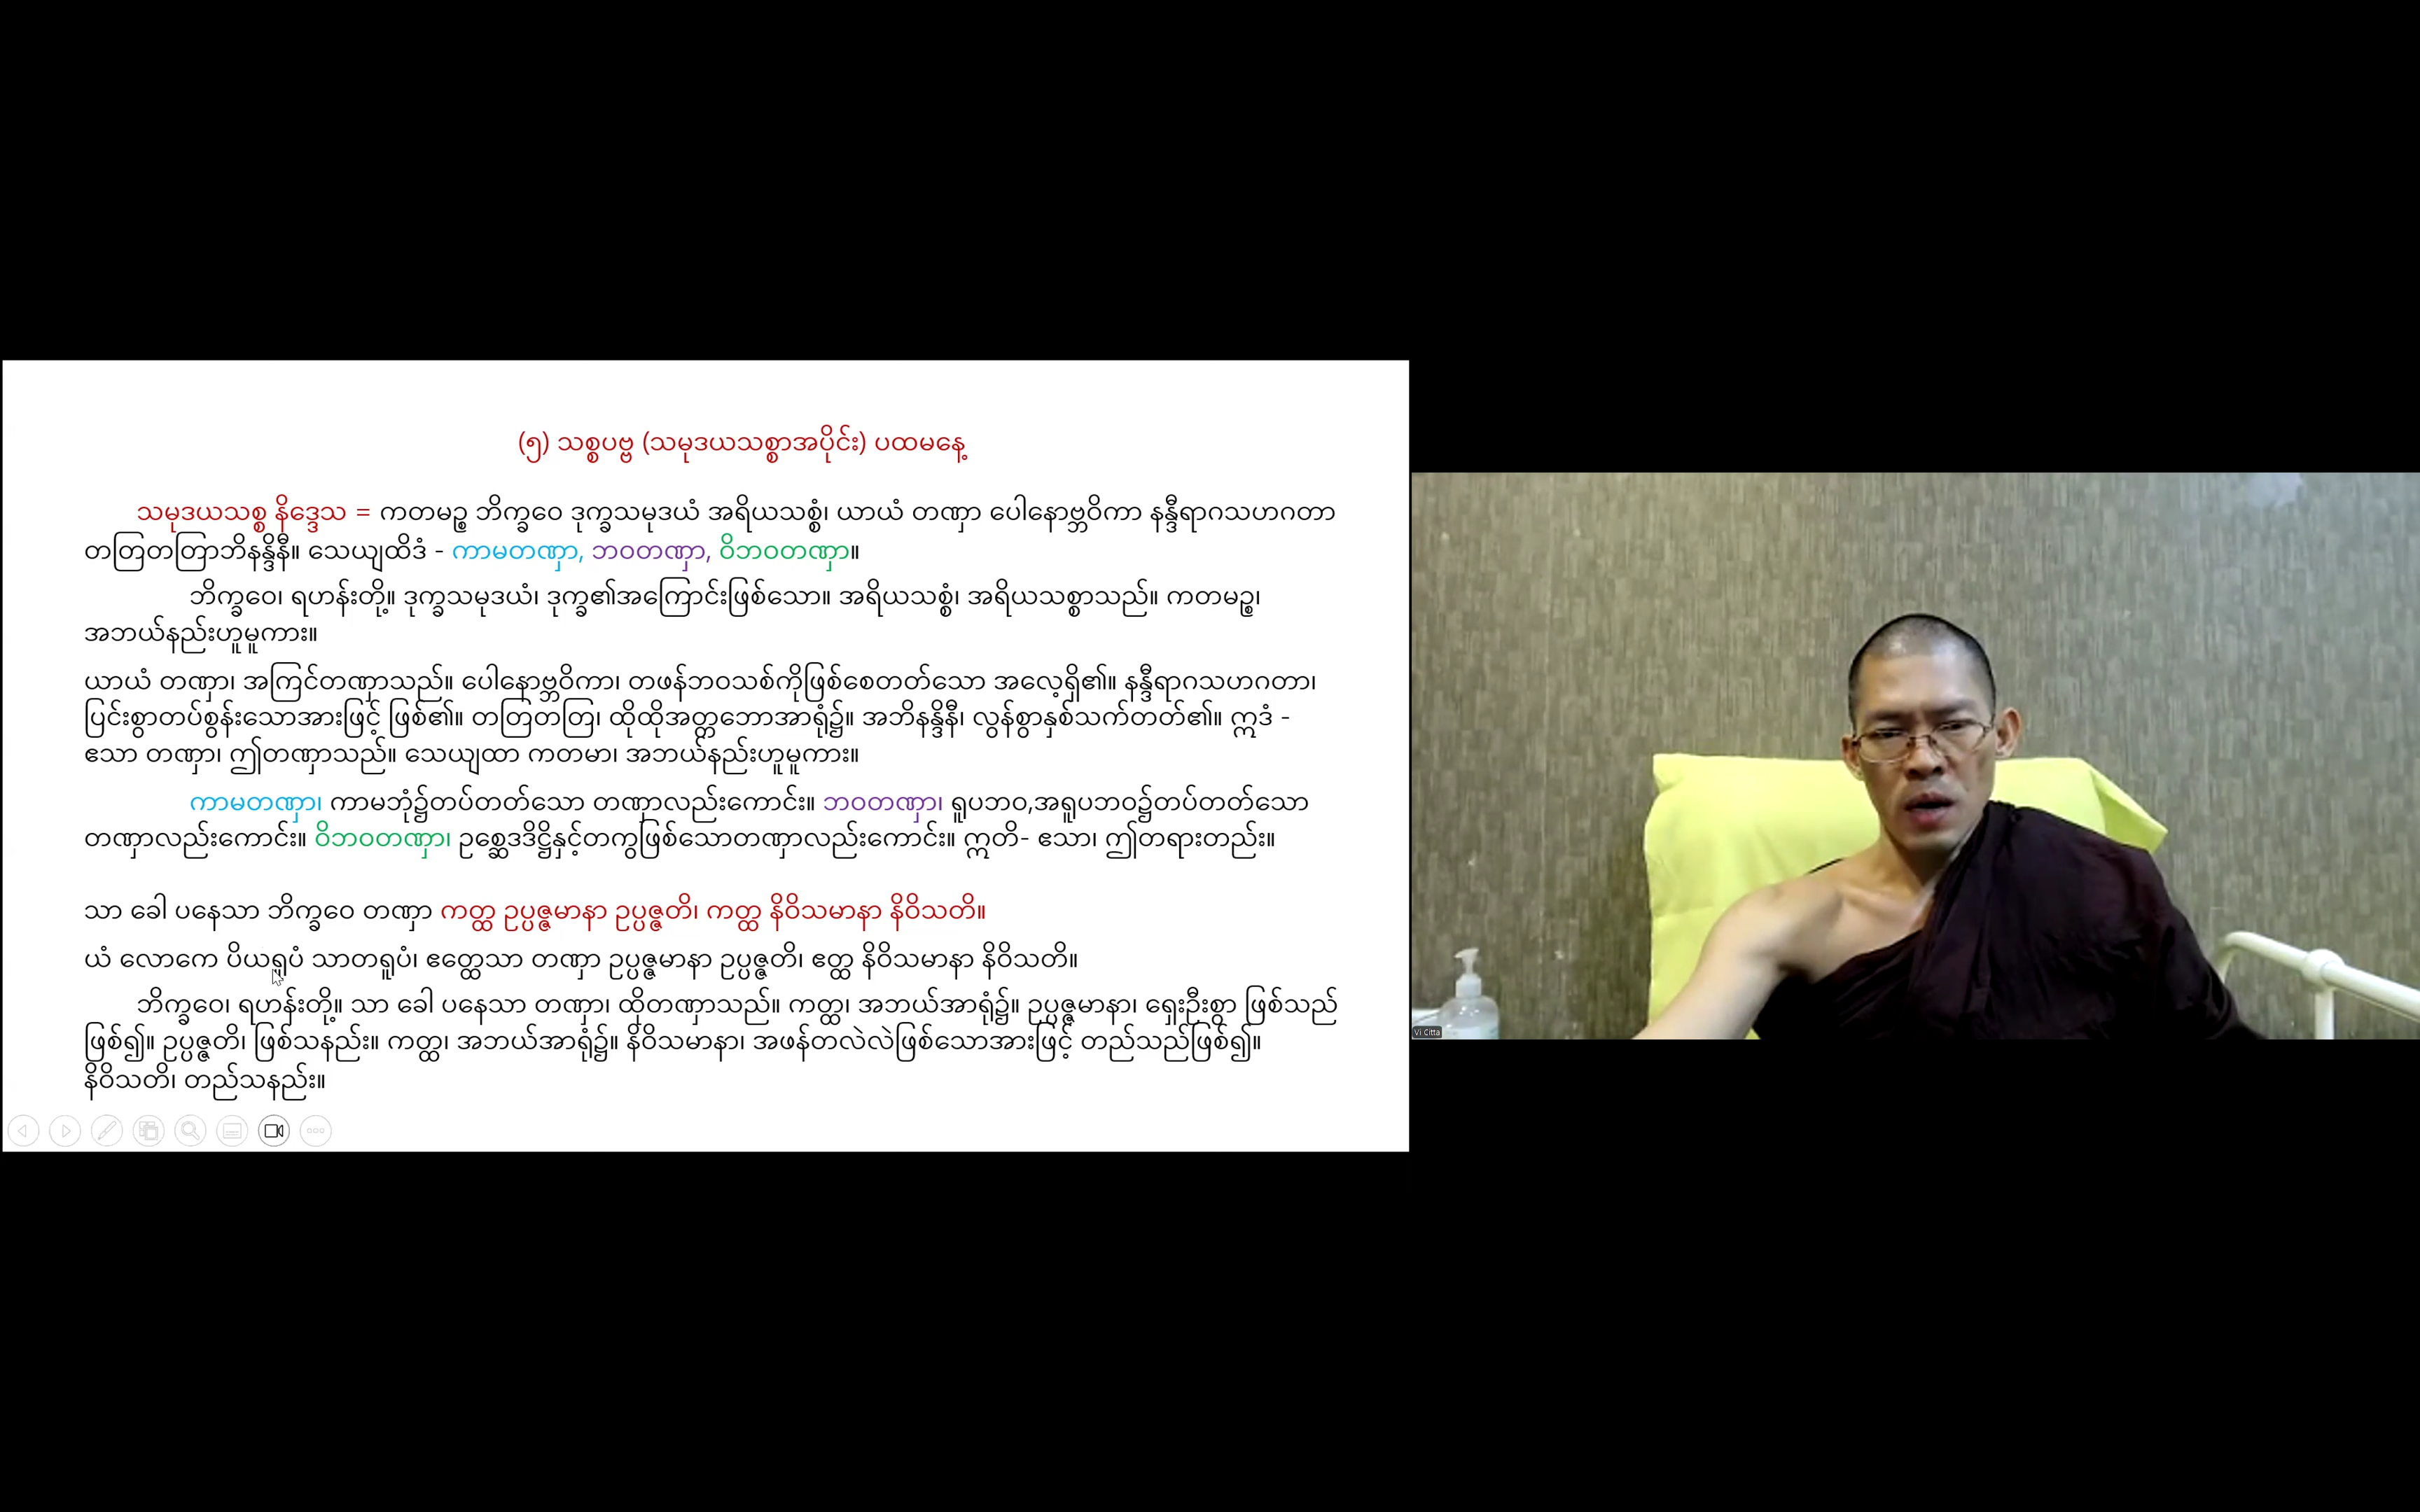 (၅) သစ္စပဗ္ဗ (သမုဒယသစ္စာအပိုင်း) ပထမနေ့
သမုဒယသစ္စ နိဒ္ဒေသ = ကတမဉ္စ ဘိက္ခဝေ ဒုက္ခသမုဒယံ အရိယသစ္စံ၊ ယာယံ တဏှာ ပေါနောဗ္ဘဝိကာ နန္ဒီရာဂသဟဂတာ
တတြတတြာဘိနန္ဒိနီ။ သေယျထိဒံ - ကာမတဏှာ, ဘဝတဏှာ, ဝိဘဝတဏှာ။
ဘိက္ခဝေ၊ ရဟန်းတို့။ ဒုက္ခသမုဒယံ၊ ဒုက္ခ၏အကြောင်းဖြစ်သော။ အရိယသစ္စံ၊ အရိယသစ္စာသည်။ ကတမဉ္စ၊
အဘယ်နည်းဟူမူကား။
ယာယံ တဏှာ၊ အကြင်တဏှာသည်။ ပေါနောဗ္ဘဝိကာ၊ တဖန်ဘဝသစ်ကိုဖြစ်စေတတ်သော အလေ့ရှိ၏။ နန္ဒီရာဂသဟဂတာ၊
ပြင်းစွာတပ်စွန်းသောအားဖြင့် ဖြစ်၏။ တတြတတြ၊ ထိုထိုအတ္တဘောအာရုံ၌။ အဘိနန္ဒိနီ၊ လွန်စွာနှစ်သက်တတ်၏။ ဣဒံ -
ဧသာ တဏှာ၊ ဤတဏှာသည်။ သေယျထာ ကတမာ၊ အဘယ်နည်းဟူမူကား။
ကာမတဏှာ၊ ကာမဘုံ၌တပ်တတ်သော တဏှာလည်းကောင်း။ ဘဝတဏှာ၊ ရူပဘဝ,အရူပဘဝ၌တပ်တတ်သော
တဏှာလည်းကောင်း။ ဝိဘဝတဏှာ၊ ဥစ္ဆေဒဒိဋ္ဌိနှင့်တကွဖြစ်သောတဏှာလည်းကောင်း။ ဣတိ- ဧသာ၊ ဤတရားတည်း။
သာ ခေါ ပနေသာ ဘိက္ခဝေ တဏှာ ကတ္ထ ဥပ္ပဇ္ဇမာနာ ဥပ္ပဇ္ဇတိ၊ ကတ္ထ နိဝိသမာနာ နိဝိသတိ။
ယံ လောကေ ပိယရူပံ သာတရူပံ၊ ဧတ္ထေသာ တဏှာ ဥပ္ပဇ္ဇမာနာ ဥပ္ပဇ္ဇတိ၊ ဧတ္ထ နိဝိသမာနာ နိဝိသတိ။
ဘိက္ခဝေ၊ ရဟန်းတို့။ သာ ခေါ ပနေသာ တဏှာ၊ ထိုတဏှာသည်။ ကတ္ထ၊ အဘယ်အာရုံ၌။ ဥပ္ပဇ္ဇမာနာ၊ ရှေးဦးစွာ ဖြစ်သည်
ဖြစ်၍။ ဥပ္ပဇ္ဇတိ၊ ဖြစ်သနည်း။ ကတ္ထ၊ အဘယ်အာရုံ၌။ နိဝိသမာနာ၊ အဖန်တလဲလဲဖြစ်သောအားဖြင့် တည်သည်ဖြစ်၍။
နိဝိသတိ၊ တည်သနည်း။
Vi Citta